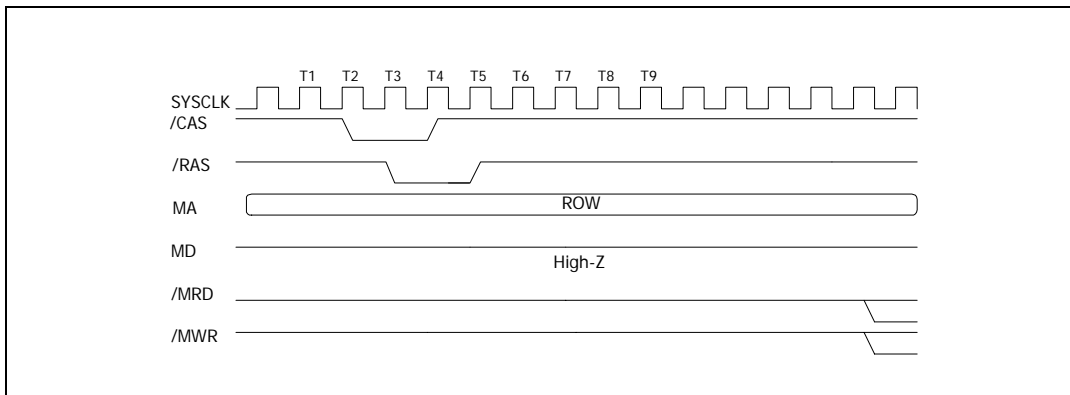 T1 T2 T3 T4 T5 T6 T7 T8 T9
SYSCLK
/CAS
/RAS
MA
ROW
MD
High-Z
/MRD
/MWR